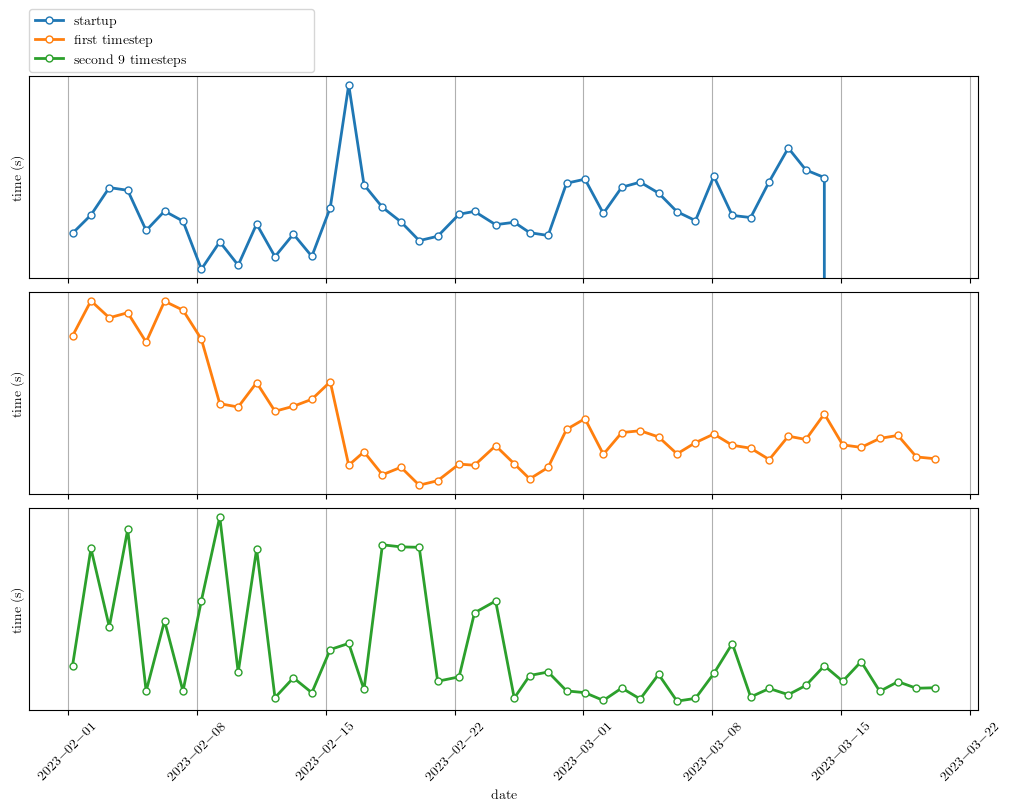 startup
first timestep
second 9 timesteps
time (s)
time (s)
time (s)
2023−02−01
2023−02−08
2023−02−15
2023−02−22
2023−03−01
2023−03−08
2023−03−15
2023−03−22
date